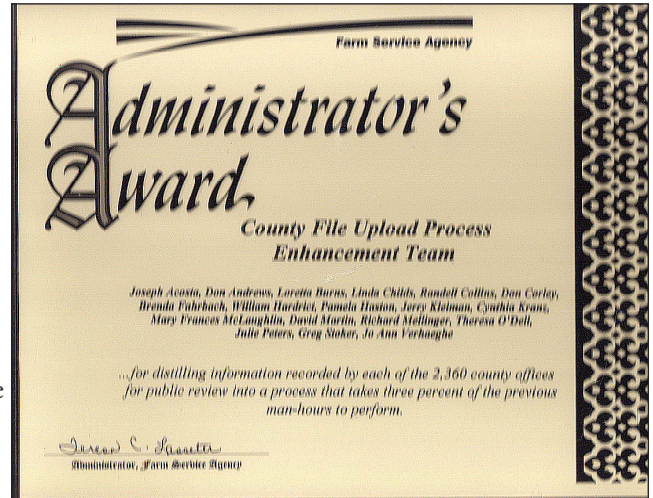 Farm Service Agency
Administrator's
Award
County File Upload Process
Enhancement Team
Joseph Acosta, Don Andrews, Loretta Burns, Linda Childs, Randell Collins, Dan Corley,
Brenda Fahrbach, William Hardrict, Pamela Haston, Jerry Kleiman, Cynthia Krans,
Mary Frances McLaughlin, David Martin, Richard Mellinger, Theresa O'Dell,
Julie Peters, Greg Stoker, Jo Ann Verhaeghe
...for distilling information recorded by each of the 2,360 county offices
for public review into a process that takes three percent of the previous
man-hours to perform.
C. Lasseter
Administrator, Farm Service Agency